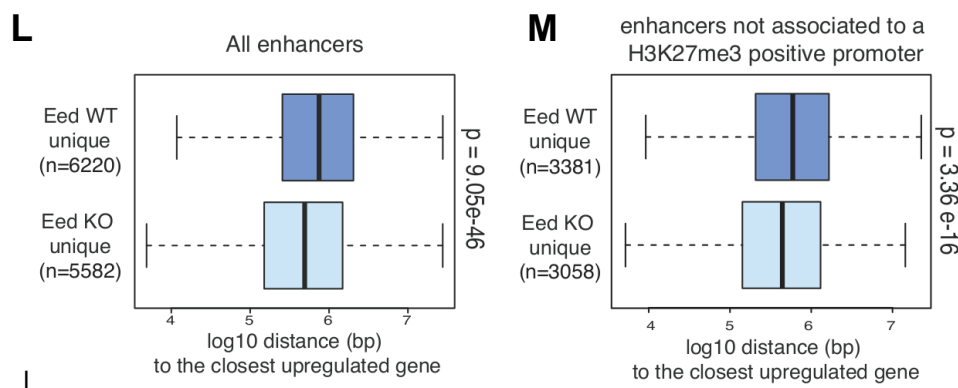 L
All enhancers
Eed WT
unique
(n=6220)
Eed KO
unique
(n=5582)
p = 9.05e-46
4 5 6 7
log10 distance (bp)
to the closest upregulated gene
M
enhancers not associated to a
H3K27me3 positive promoter
Eed WT
unique
(n=3381)
Eed KO
unique
(n=3058)
p = 3.36 e-16
4 5 6 7
log10 distance (bp)
to the closest upregulated gene